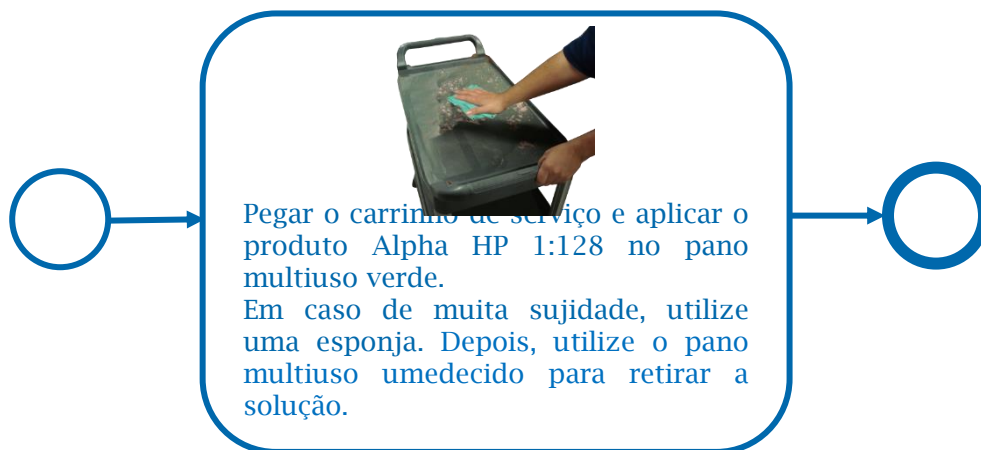 Pegar o carrinho de serviço e aplicar o
produto Alpha HP 1:128 no pano
multiuso verde.
Em caso de muita sujidade, utilize
uma esponja. Depois, utilize o pano
multiuso umedecido para retirar a
solução.